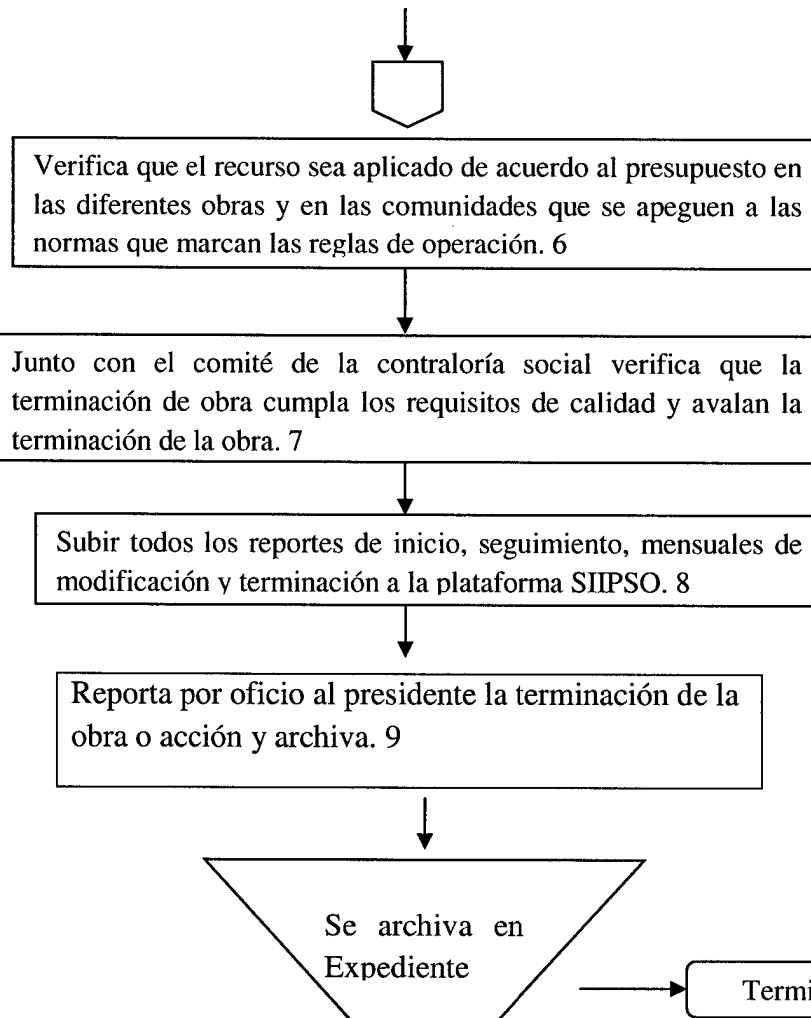 Verifica que el recurso sea aplicado de acuerdo al presupuesto en
las diferentes obras y en las comunidades que se apeguen a las
normas que marcan las reglas de operación. 6
Junto con el comité de la contraloría social verifica que la
terminación de obra cumpla los requisitos de calidad y avalan la
terminación de la obra. 7
Subir todos los reportes de inicio, seguimiento, mensuales de
modificación y terminación a la plataforma SIIPSO. 8
Reporta por oficio al presidente la terminación de la
obra o acción y archiva. 9
Se archiva en
Expediente